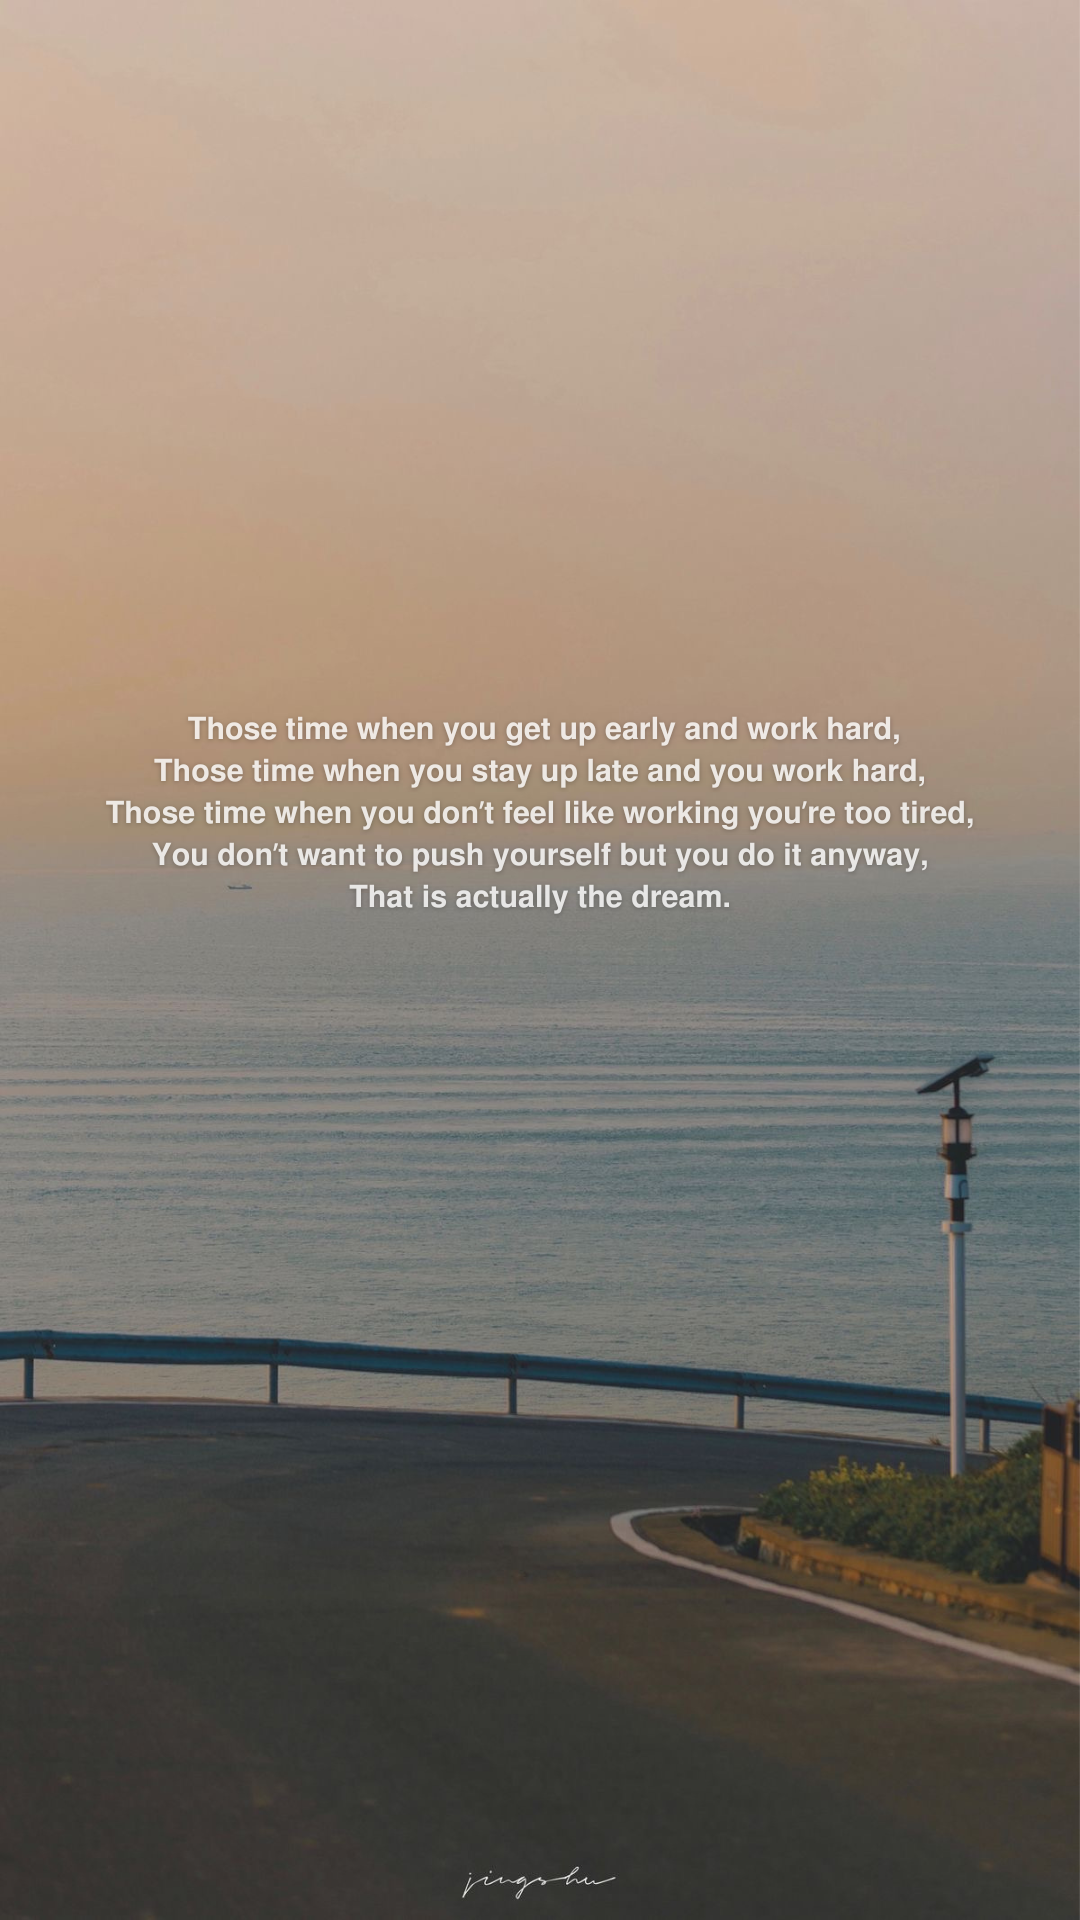 Those time when you get up early and work hard,
Those time when you stay up late and you work hard,
Those time when you don't feel like working you're too tired,
You don't want to push yourself but you do it anyway,
That is actually the dream.
jingshu